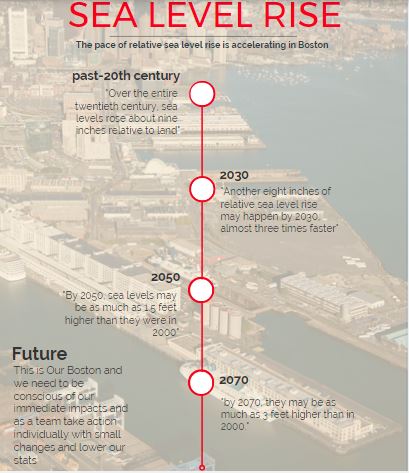 SEA LEVEL RISE
The pace of relative sea level rise is accelerating in Boston
past-20th century
"Over the entire
twentieth century, sea
levels rose about nine
inches relative to land"
2030
"Another eight inches of
relative sea level rise
may happen by 2030,
almost three times faster"
2050
"By 2050, sea levels may
be as much as 1.5 feet
higher than they were in
2000"
Future
This is Our Boston and
we need to be
conscious of our
immediate impacts and
as a team take action
individually with small
changes and lower our
stats
2070
"by 2070, they may be as
much as 3 feet higher than in
2000."